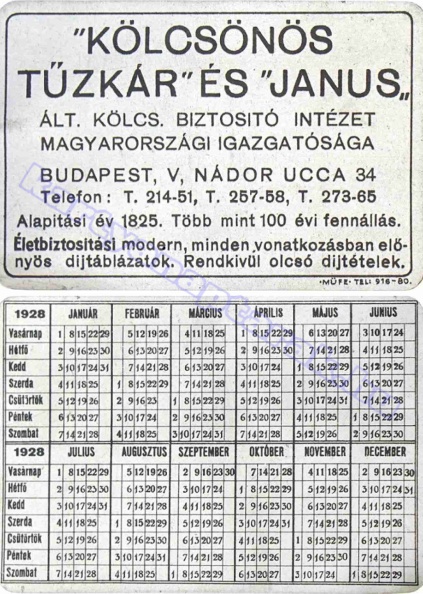 "KÖLCSÖNÖS
TŰZKÁR" ÉS "JANUS„
ÁLT. KÖLCS. BIZTOSITÓ INTÉZET
MAGYARORSZÁGI IGAZGATÓSÁGA
BUDAPEST, V, NÁDOR UCCA 34
Telefon: T. 214-51, T. 257-58, T. 273-65
Alapitási év 1825. Több mint 100 évi fennállás.
Életbiztositási modern, minden vonatkozásban elő-
nyös dijtáblázatok. Rendkivül olcsó dijtételek.
MŰFE. TEL: 916-80.
1928 JANUÁR FEBRUÁR MÁRCIUS ÁPRILIS MÁJUS JUNIUS
Vasárnap 1 8 15 22 29 5 12 19 26 4 11 18 25 1 8 15 22 29 6 13 20 27 3 10 17 24
Hétfő 2 9 16 23 30 6 13 20 27 5 12 19 26 2 9 16 23 30 7 14 21 28 4 11 18 25
Kedd 3 10 17 24 31 7 14 21 28 6 13 20 27 3 10 17 24 1 8 15 22 29 5 12 19 26
Szerda 4 11 18 25 1 8 15 22 29 7 14 21 28 4 11 18 25 2 9 16 23 30 6 13 20 27
Csütörtök 5 12 19 26 2 9 16 23 1 8 15 22 29 5 12 19 26 3 10 17 24 31 7 14 21 28
Péntek 6 13 20 27 3 10 17 24 2 9 16 23 30 6 13 20 27 4 11 18 25 1 8 15 22 29
Szombat 7 14 21 28 4 11 18 25 3 10 17 24 31 7 14 21 28 5 12 19 26 2 9 16 23 30
1928 JULIUS AUGUSZTUS SZEPTEMBER OKTÓBER NOVEMBER DECEMBER
Vasárnap 1 8 15 22 29 5 12 19 26 2 9 16 23 30 7 14 21 28 4 11 18 25 2 9 16 23 30
Hétfő 2 9 16 23 30 6 13 20 27 3 10 17 24 1 8 15 22 29 5 12 19 26 3 10 17 24 31
Kedd 3 10 17 24 31 7 14 21 28 4 11 18 25 2 9 16 23 30 6 13 20 27 4 11 18 25
Szerda 4 11 18 25 1 8 15 22 29 5 12 19 26 3 10 17 24 31 7 14 21 28 5 12 19 26
Csütörtök 5 12 19 26 2 9 16 23 30 6 13 20 27 4 11 18 25 1 8 15 22 29 6 13 20 27
Péntek 6 13 20 27 3 10 17 24 31 7 14 21 28 5 12 19 26 2 9 16 23 30 7 14 21 28
Szombat 7 14 21 28 4 11 18 25 1 8 15 22 29 6 13 20 27 3 10 17 24 1 8 15 22 29